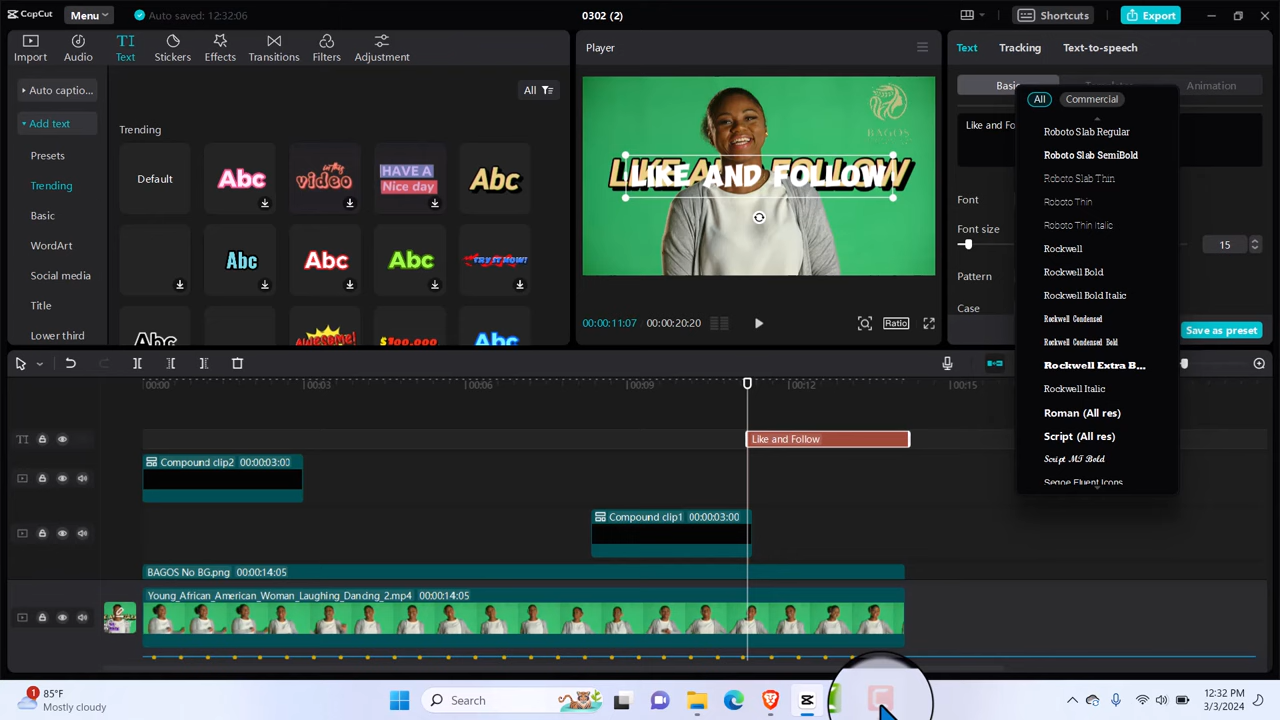 CapCut
Menu
Auto saved: 12:32:06
0302 (2)
Shortcuts
Export
Import
Audio
Text
Stickers
Effects
Transitions
Filters
Adjustment
Auto captio...
Add text
Presets
Trending
Basic
WordArt
Social media
Title
Lower third
All
Trending
Default
Abc
video
HAVE A
Nice day
Abc
Abc
Abc
Abc
TRY IT NOW!
Abc
AWESOME!
$100,000
Abc
Player
BAGOS
LIKE AND FOLLOW
LIKE AND FOLLOW
00:00:11:07
00:00:20:20
Ratio
Text
Tracking
Text-to-speech
Basic
Animation
Like and Fo
Font
Font size
15
Pattern
Case
Save as preset
All
Commercial
Roboto Slab Regular
Roboto Slab SemiBold
Roboto Slab Thin
Roboto Thin
Roboto Thin Italic
Rockwell
Rockwell Bold
Rockwell Bold Italic
Rockwell Condensed
Rockwell Condensed Bold
Rockwell Extra B...
Rockwell Italic
Roman (All res)
Script (All res)
Script MT Bold
Segoe Fluent Icons
00:00
00:03
00:06
00:09
00:12
00:15
TI
Like and Follow
Compound clip2 00:00:03:00
Compound clip1 00:00:03:00
BAGOS No BG.png 00:00:14:05
Young_African_American_Woman_Laughing_Dancing_2.mp4 00:00:14:05
1
85°F
Mostly cloudy
Search
12:32 PM
3/3/2024